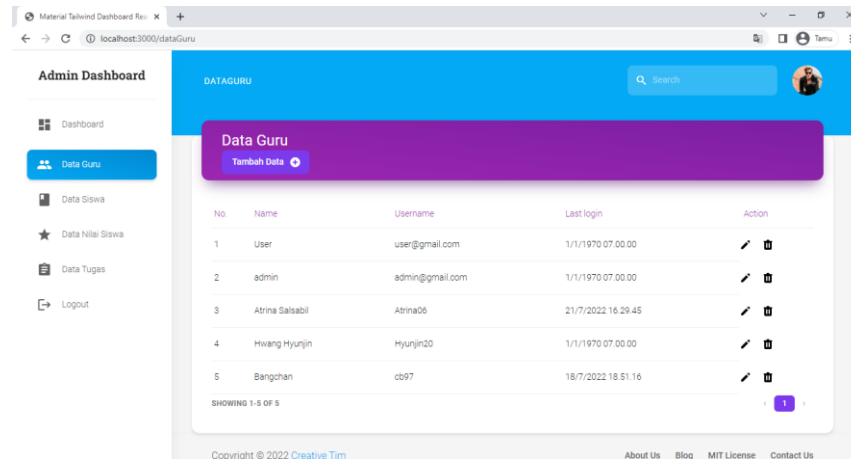 Material Tailwind Dashboard Rea
localhost:3000/dataGuru
Tamu
Admin Dashboard
DATAGURU
Search
Dashboard
Data Guru
Data Siswa
Data Nilai Siswa
Data Tugas
Logout
Data Guru
Tambah Data
No. Name Username Last login Action
1 User user@gmail.com 1/1/1970 07.00.00
2 admin admin@gmail.com 1/1/1970 07.00.00
3 Atrina Salsabil Atrina06 21/7/2022 16.29.45
4 Hwang Hyunjin Hyunjin20 1/1/1970 07.00.00
5 Bangchan cb97 18/7/2022 18.51.16
SHOWING 1-5 OF 5
1
Copyright © 2022 Creative Tim
About Us Blog MIT License Contact Us